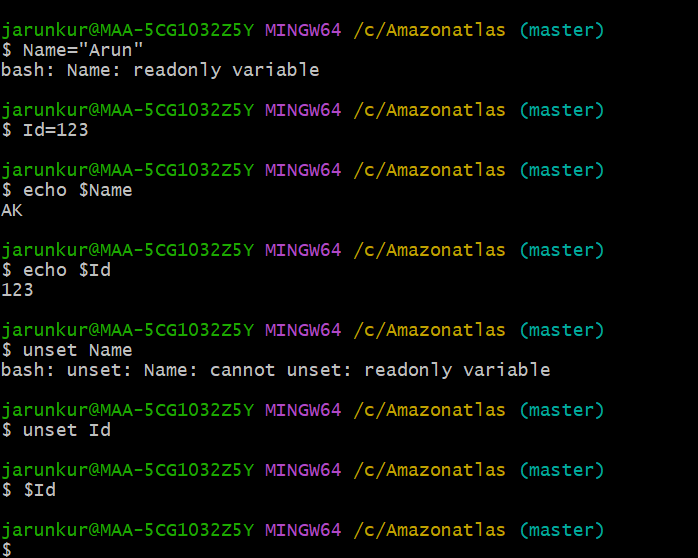 jarunkur@MAA-5CG1032Z5Y MINGW64 /c/Amazonatlas (master)
$ Name="Arun"
bash: Name: readonly variable
jarunkur@MAA-5CG1032Z5Y MINGW64 /c/Amazonatlas (master)
$ Id=123
jarunkur@MAA-5CG1032Z5Y MINGW64 /c/Amazonatlas (master)
$ echo $Name
AK
jarunkur@MAA-5CG1032Z5Y MINGW64 /c/Amazonatlas (master)
$ echo $Id
123
jarunkur@MAA-5CG1032Z5Y MINGW64 /c/Amazonatlas (master)
$ unset Name
bash: unset: Name: cannot unset: readonly variable
jarunkur@MAA-5CG1032Z5Y MINGW64 /c/Amazonatlas (master)
$ unset Id
jarunkur@MAA-5CG1032Z5Y MINGW64 /c/Amazonatlas (master)
$ $Id
jarunkur@MAA-5CG1032Z5Y MINGW64 /c/Amazonatlas (master)
$